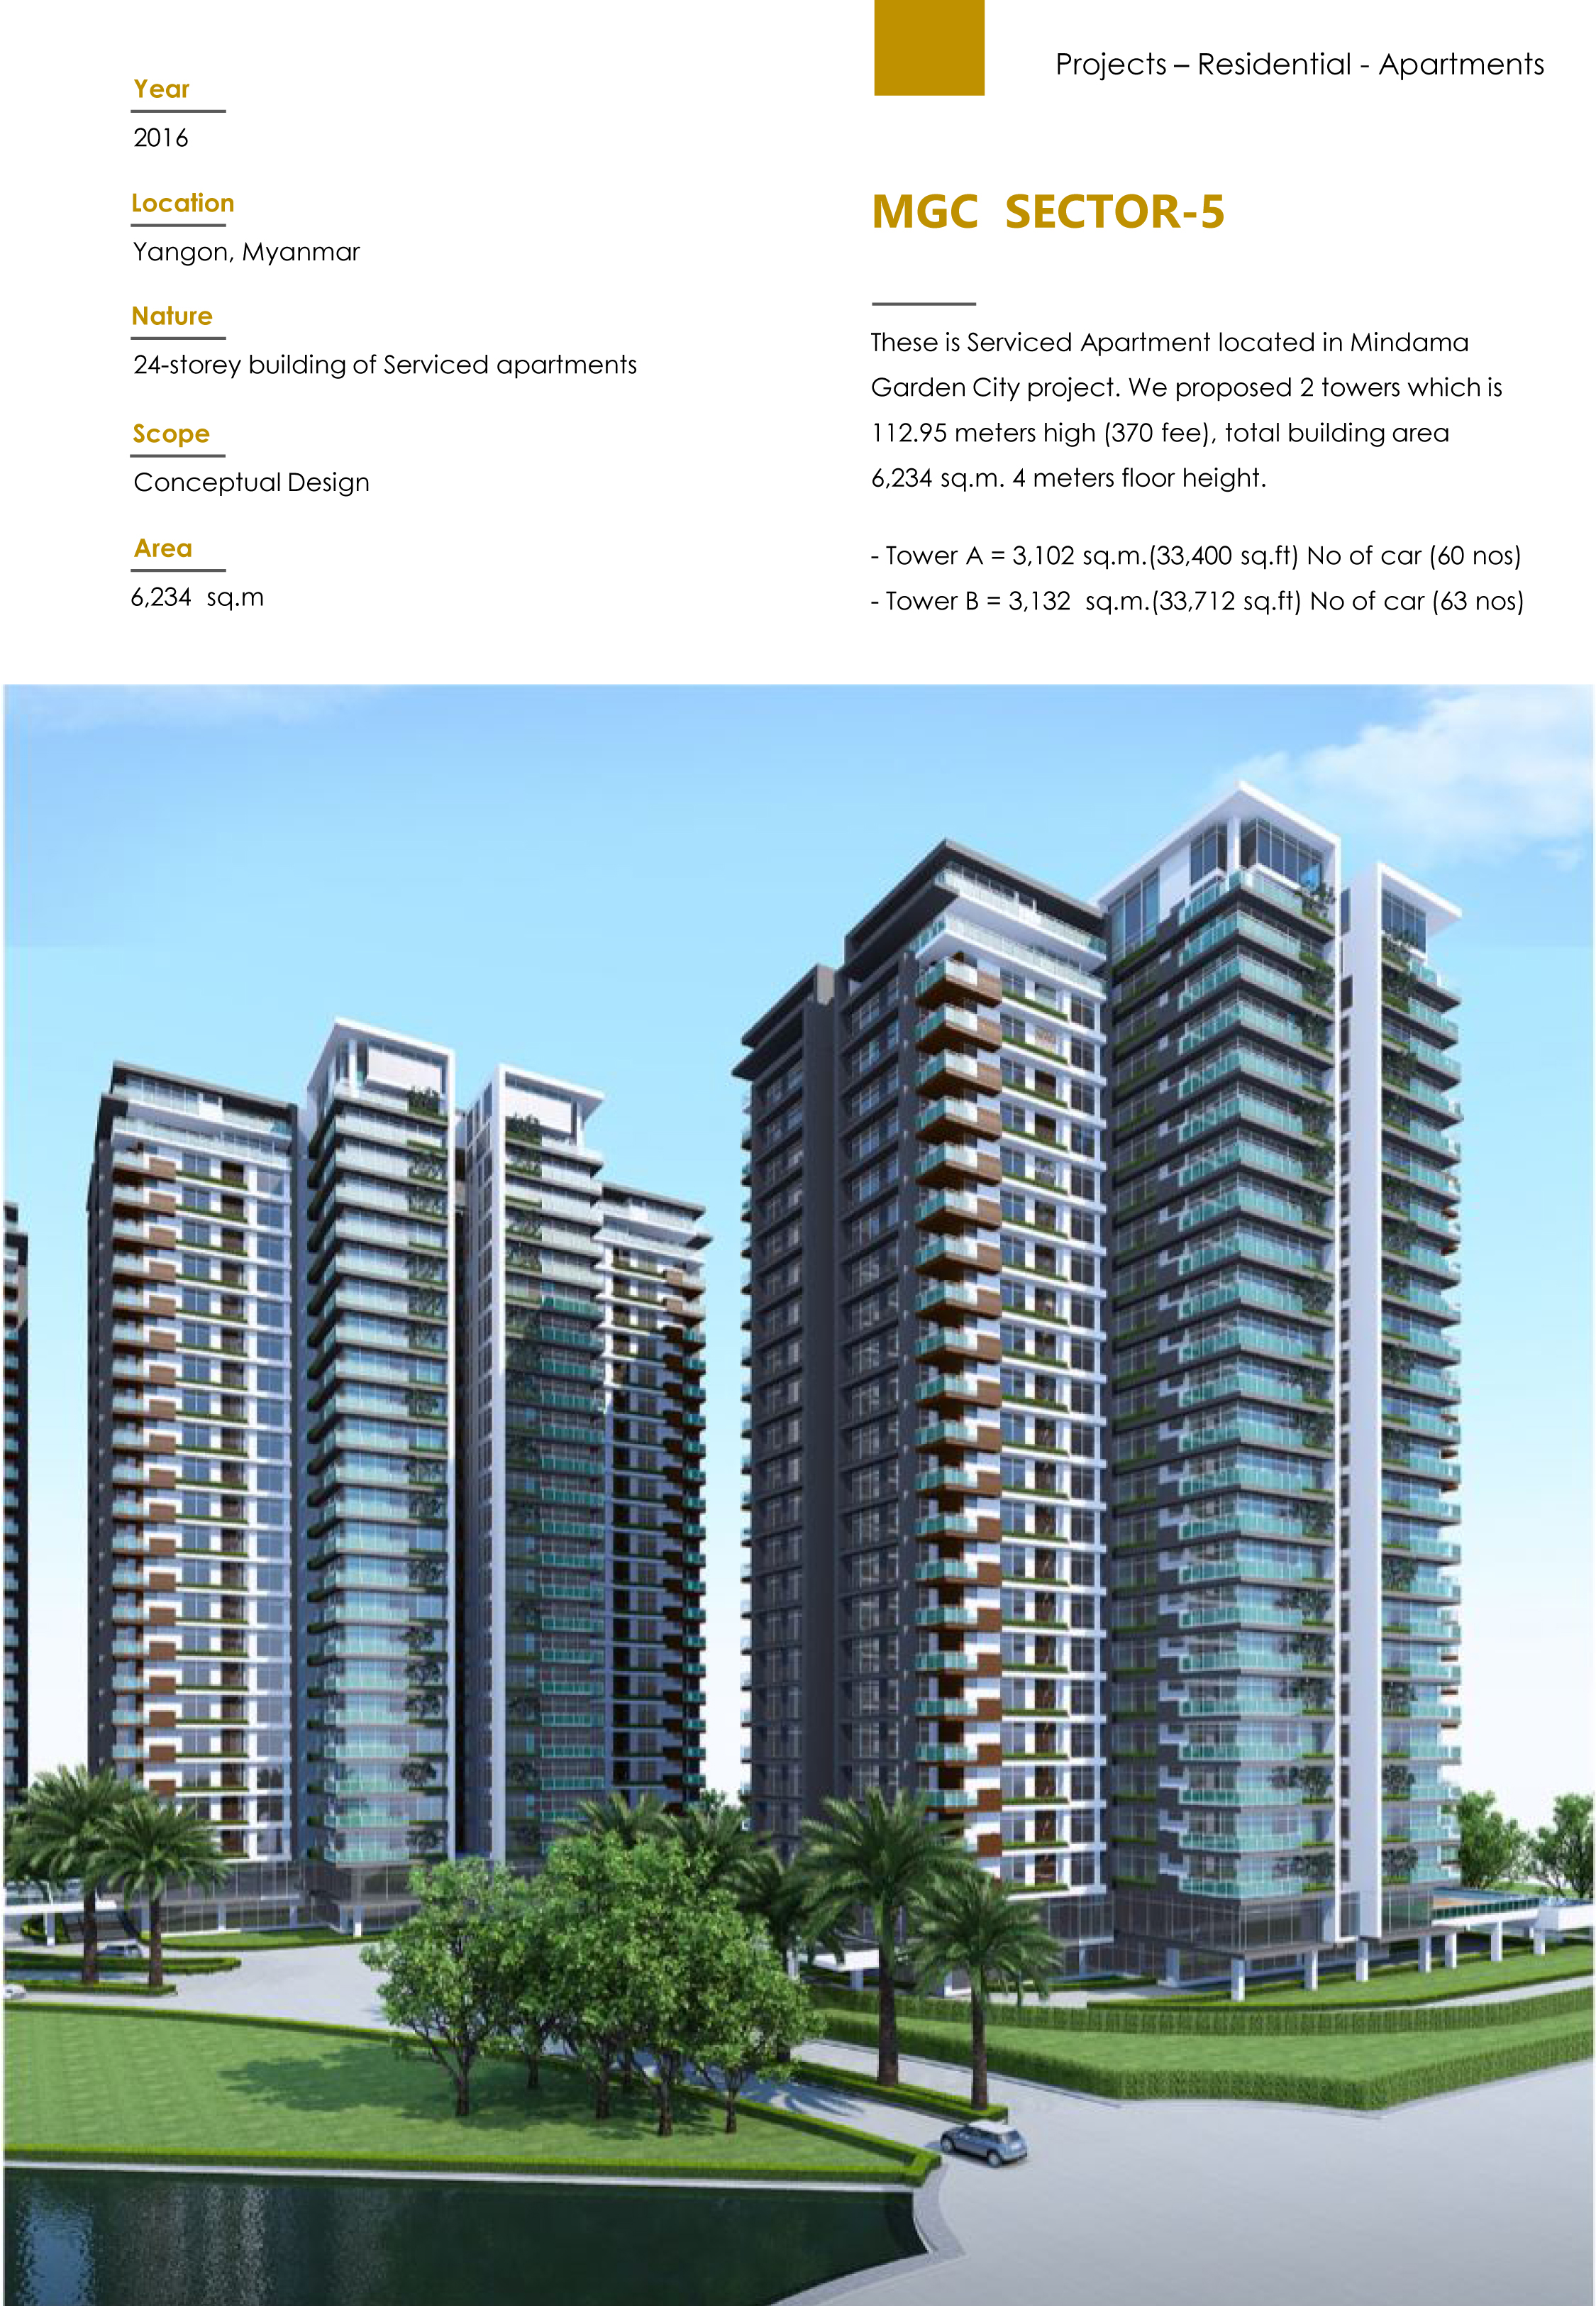 Projects – Residential - Apartments
Year
2016
Location
Yangon, Myanmar
Nature
24-storey building of Serviced apartments
Scope
Conceptual Design
Area
6,234 sq.m
MGC SECTOR-5
These is Serviced Apartment located in Mindama
Garden City project. We proposed 2 towers which is
112.95 meters high (370 fee), total building area
6,234 sq.m. 4 meters floor height.
- Tower A = 3,102 sq.m.(33,400 sq.ft) No of car (60 nos)
- Tower B = 3,132 sq.m.(33,712 sq.ft) No of car (63 nos)